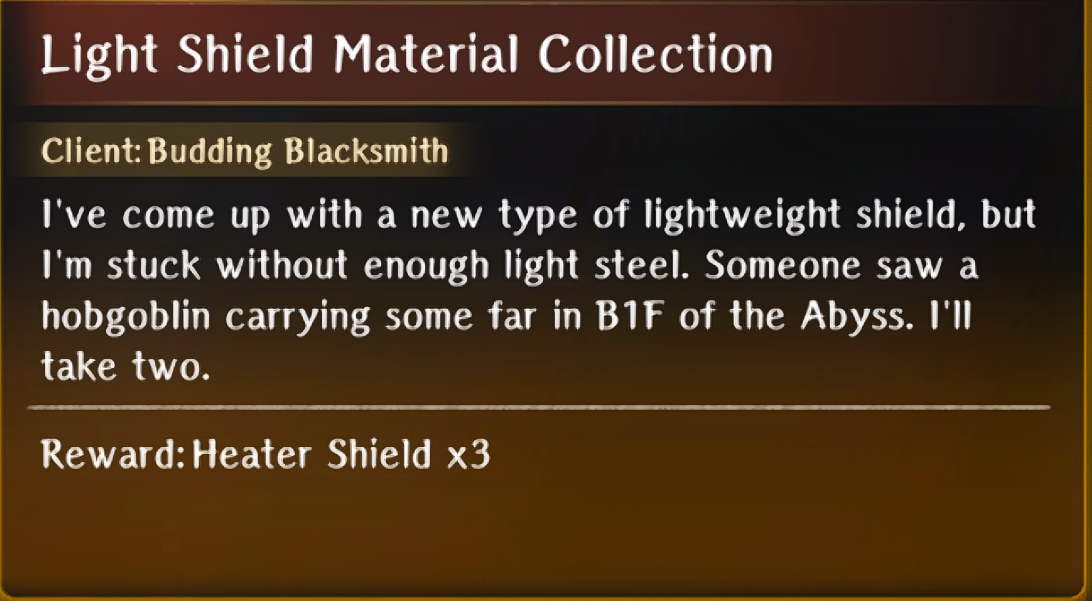 Light Shield Material Collection
Client: Budding Blacksmith
I've come up with a new type of lightweight shield, but
I'm stuck without enough light steel. Someone saw a
hobgoblin carrying some far in B1F of the Abyss. I'll
take two.
Reward: Heater Shield x3